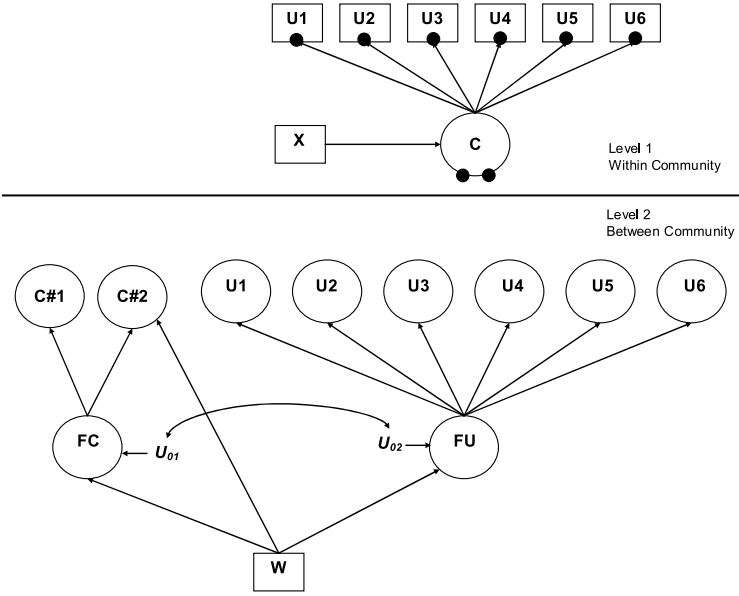 U1 U2 U3 U4 U5 U6
X
C
Level 1
Within Community
Level 2
Between Community
C#1 C#2 U1 U2 U3 U4 U5 U6
FC U01 U02 FU
W